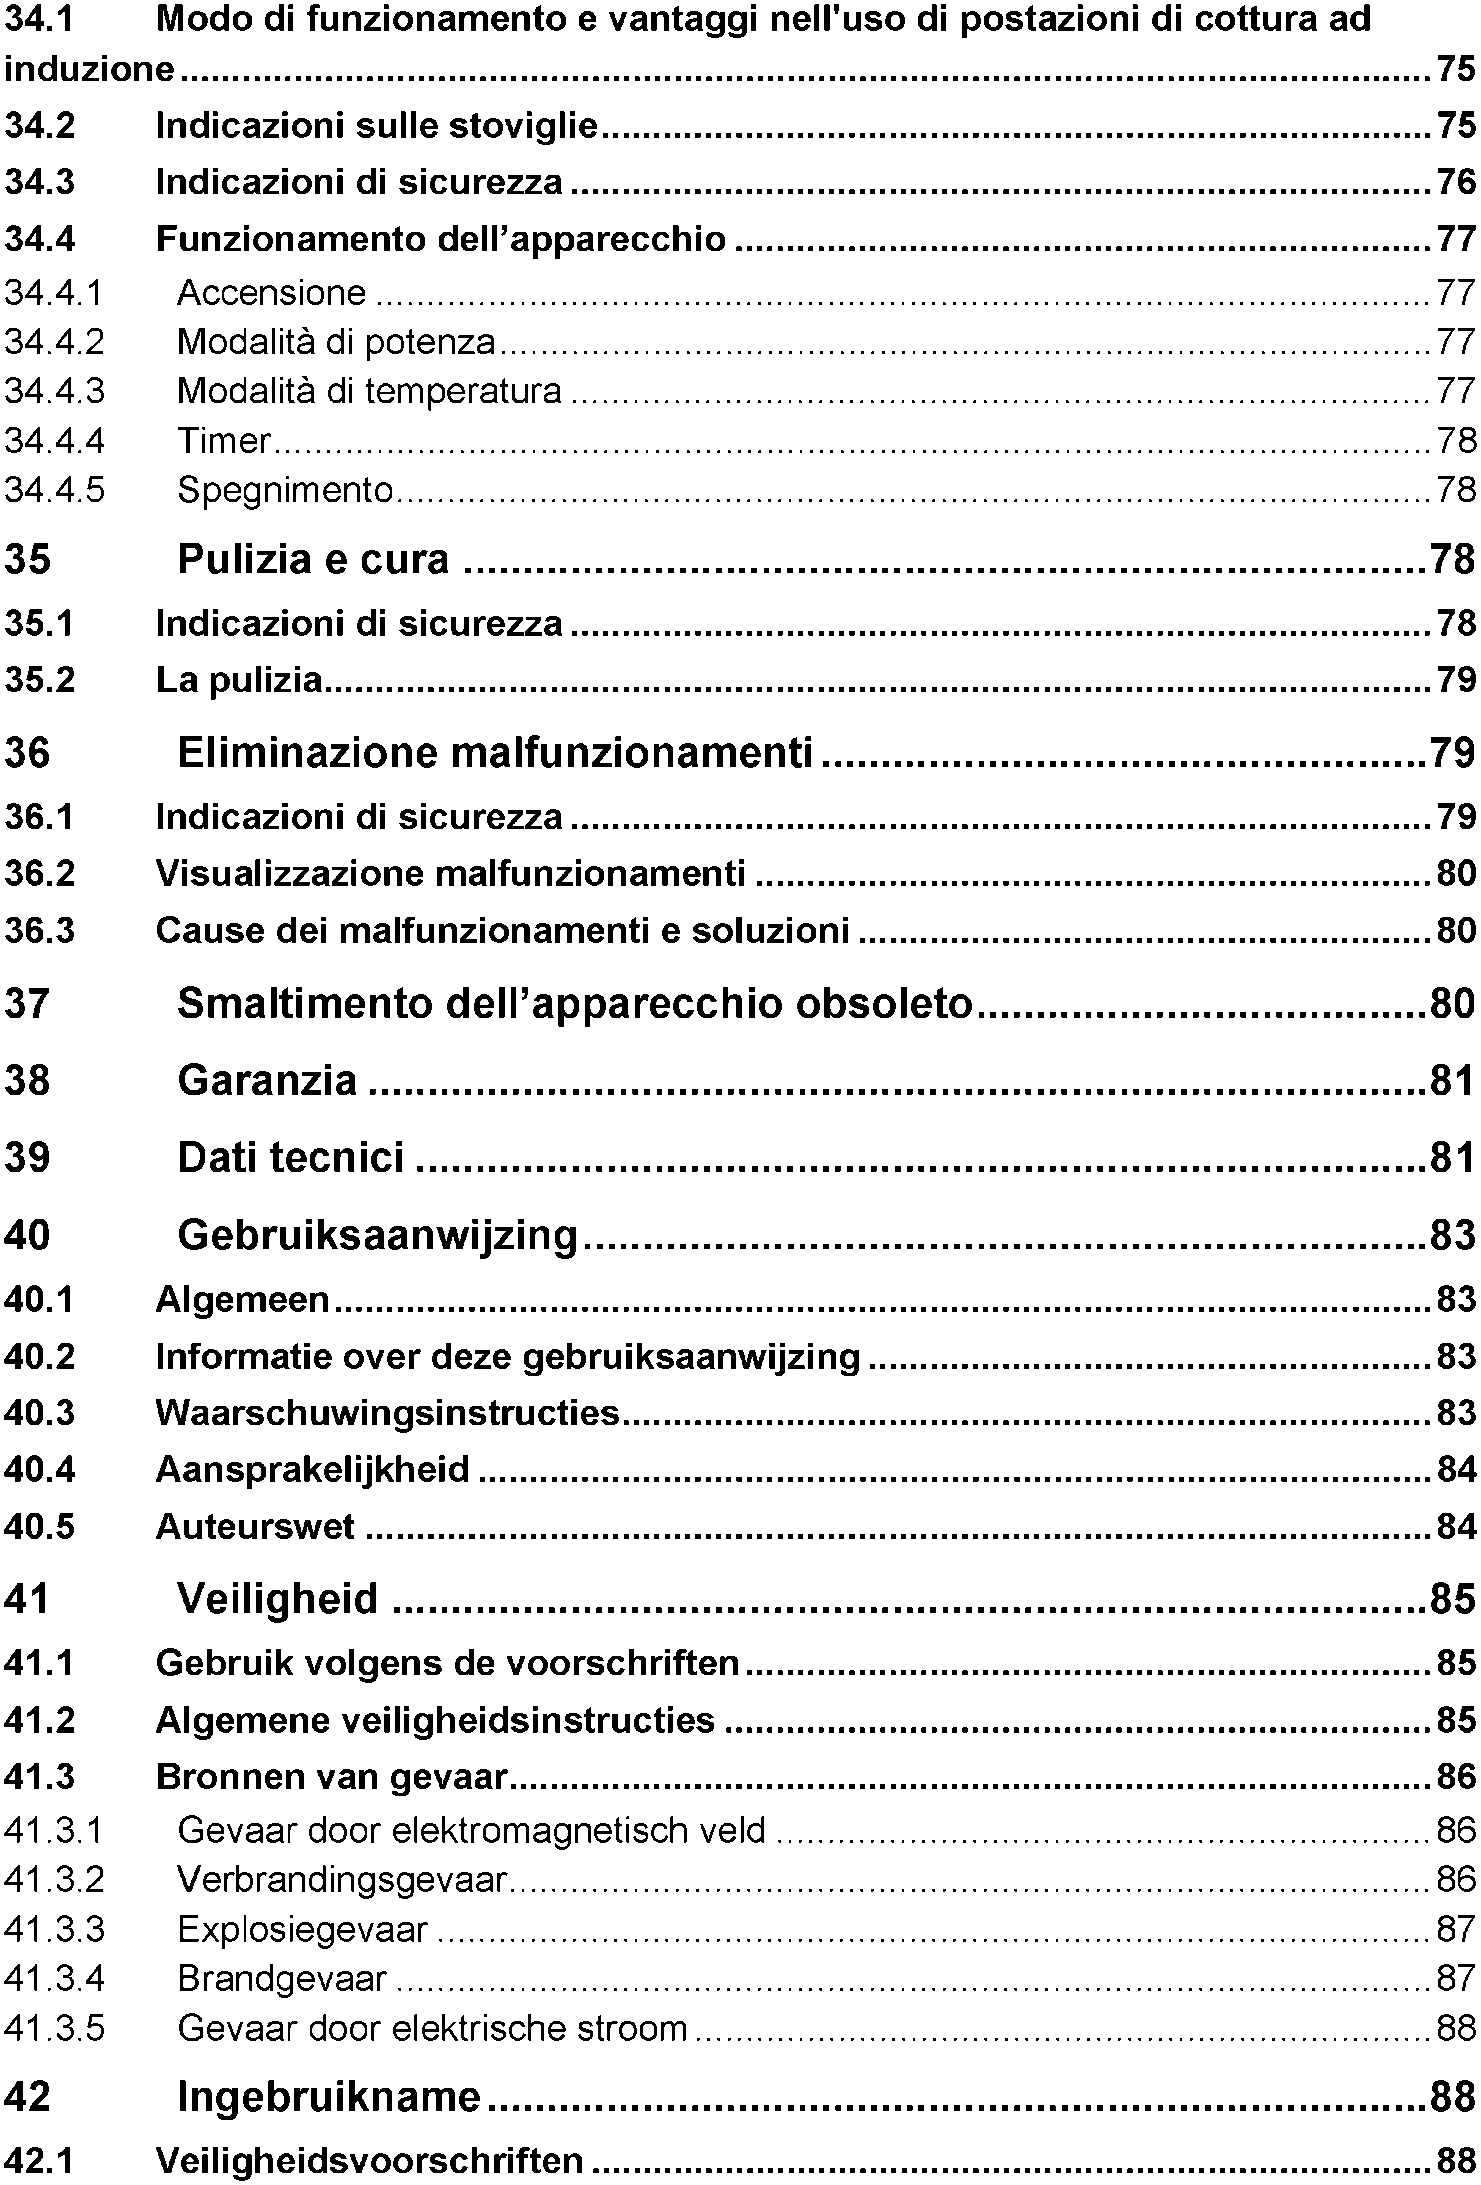 34.1 Modo di funzionamento e vantaggi nell'uso di postazioni di cottura ad
induzione........................................................................................................75
34.2 Indicazioni sulle stoviglie.....................................................................75
34.3 Indicazioni di sicurezza ........................................................................76
34.4 Funzionamento dell’apparecchio ..........................................................77
34.4.1 Accensione ........................................................................................77
34.4.2 Modalità di potenza..............................................................................77
34.4.3 Modalità di temperatura ........................................................................77
34.4.4 Timer.................................................................................................78
34.4.5 Spegnimento.......................................................................................78
35 Pulizia e cura ................................................................................78
35.1 Indicazioni di sicurezza ........................................................................78
35.2 La pulizia............................................................................................79
36 Eliminazione malfunzionamenti ..................................................79
36.1 Indicazioni di sicurezza ........................................................................79
36.2 Visualizzazione malfunzionamenti ........................................................80
36.3 Cause dei malfunzionamenti e soluzioni ................................................80
37 Smaltimento dell’apparecchio obsoleto......................................80
38 Garanzia ........................................................................................81
39 Dati tecnici ....................................................................................81
40 Gebruiksaanwijzing......................................................................83
40.1 Algemeen...........................................................................................83
40.2 Informatie over deze gebruiksaanwijzing ...............................................83
40.3 Waarschuwingsinstructies....................................................................83
40.4 Aansprakelijkheid ................................................................................84
40.5 Auteurswet .........................................................................................84
41 Veiligheid ......................................................................................85
41.1 Gebruik volgens de voorschriften.........................................................85
41.2 Algemene veiligheidsinstructies ...........................................................85
41.3 Bronnen van gevaar.............................................................................86
41.3.1 Gevaar door elektromagnetisch veld ......................................................86
41.3.2 Verbrandingsgevaar.............................................................................86
41.3.3 Explosiegevaar ...................................................................................87
41.3.4 Brandgevaar .......................................................................................87
41.3.5 Gevaar door elektrische stroom .............................................................88
42 Ingebruikname..............................................................................88
42.1 Veiligheidsvoorschriften ......................................................................88